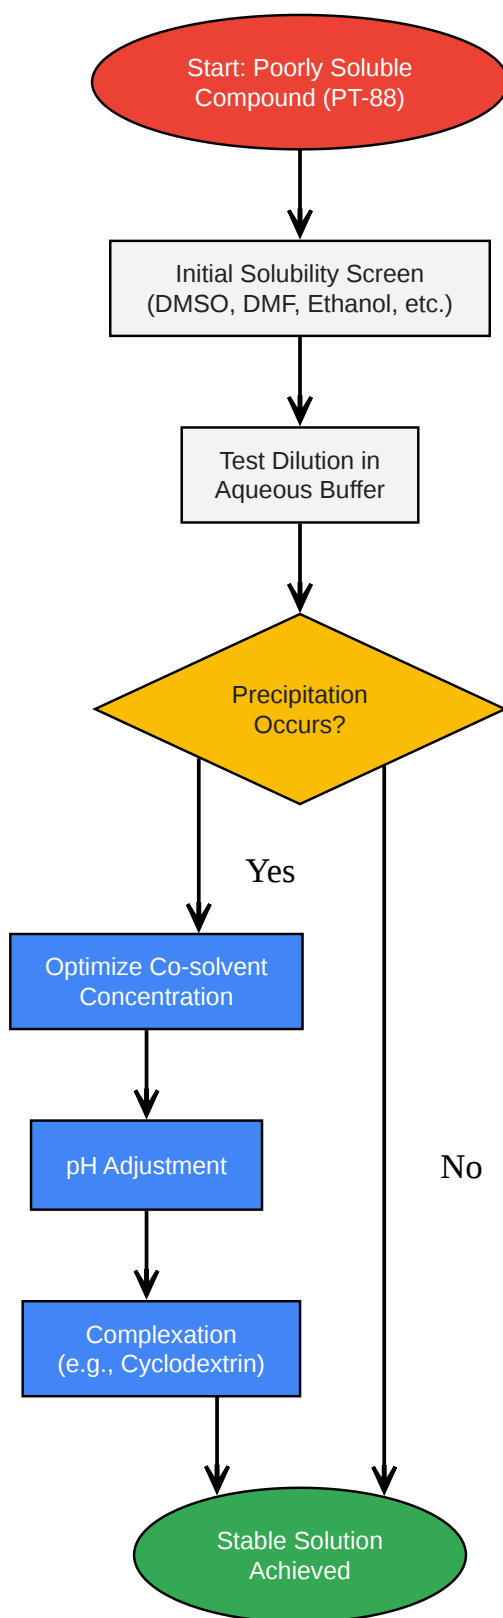 Start: Poorly Soluble
Compound (PT-88)
Initial Solubility Screen
(DMSO, DMF, Ethanol, etc.)
Test Dilution in
Aqueous Buffer
Precipitation
Occurs?
Yes
Optimize Co-solvent
Concentration
pH Adjustment
No
Complexation
(e.g., Cyclodextrin)
Stable Solution
Achieved